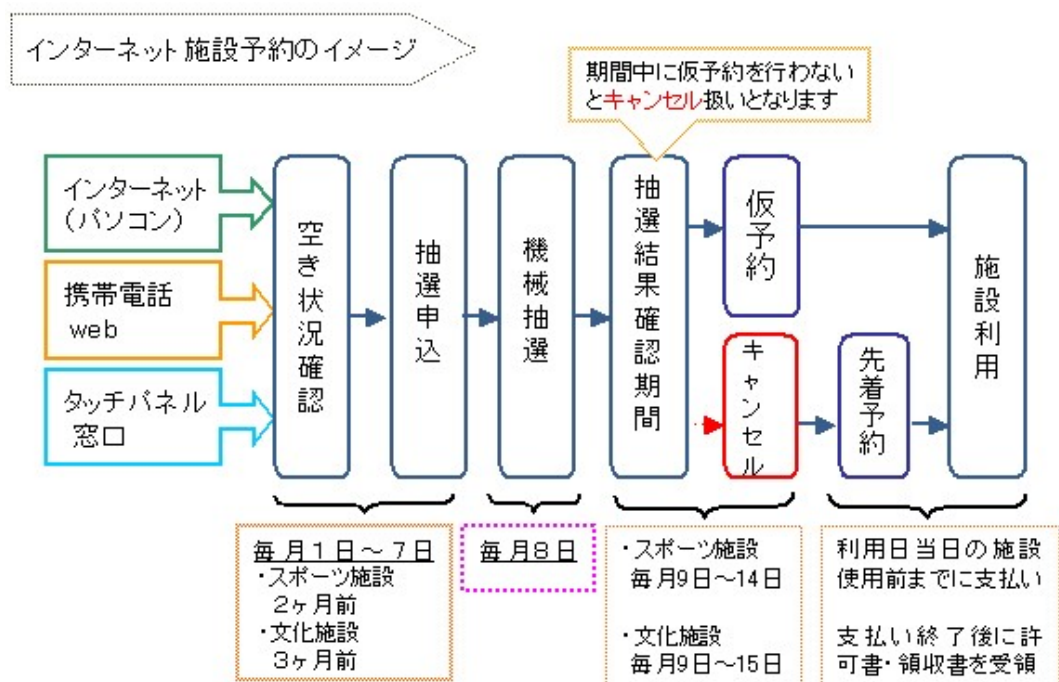 インターネット施設予約のイメージ
期間中に仮予約を行わない
とキャンセル扱いとなります
インターネット
(パソコン)
携帯電話
web
タッチパネル
窓口
空き状況確認
抽選申込
機械抽選
抽選結果確認期間
仮予約
キャンセル
先着予約
施設利用
毎月1日~7日
・スポーツ施設
2ヶ月前
・文化施設
3ヶ月前
毎月8日
・スポーツ施設
毎月9日~14日
・文化施設
毎月9日~15日
利用日当日の施設
使用前までに支払い
支払い終了後に許
可書・領収書を受領